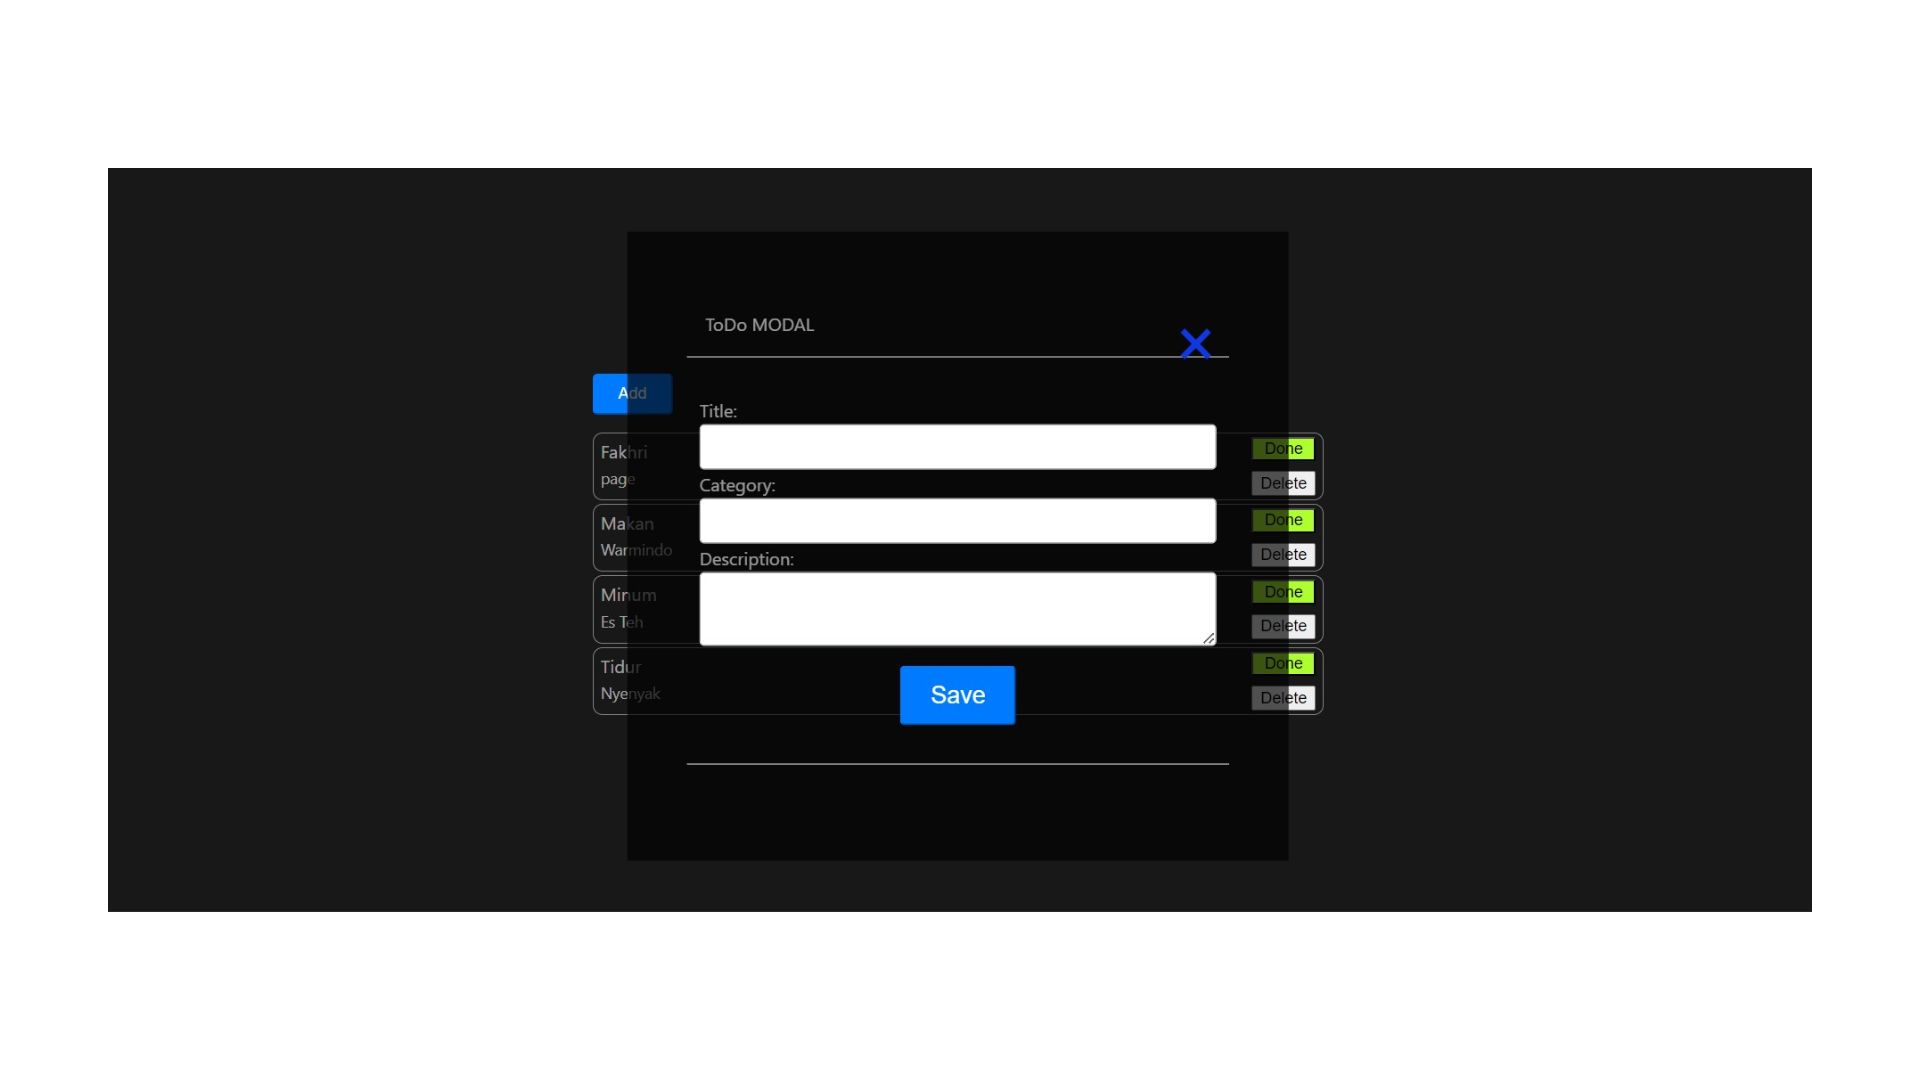 ToDo MODAL
Add
Title:
Fakhri
Done
page
Delete
Category:
Makan
Done
Warmindo
Delete
Description:
Minum
Done
Es Teh
Delete
Tidur
Done
Nyenyak
Delete
Save